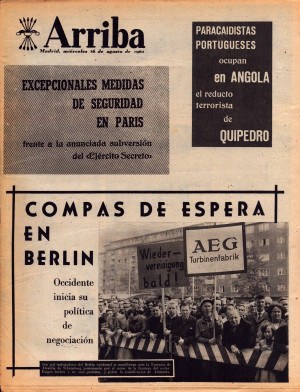 Arriba
Madrid, miércoles 16 de agosto de 1961
PARACAIDISTAS
PORTUGUESES
ocupan
en ANGOLA
el reducto
terrorista
de
QUIPEDRO
EXCEPCIONALES MEDIDAS
DE SEGURIDAD
EN PARIS
frente a la anunciada subversión
del «Ejército Secreto»
COMPAS DE ESPERA
EN
BERLIN
Occidente
inicia su
política
de
negociación
Wieder-
vereinigung
bald!
AEG
Turbinenfabrik